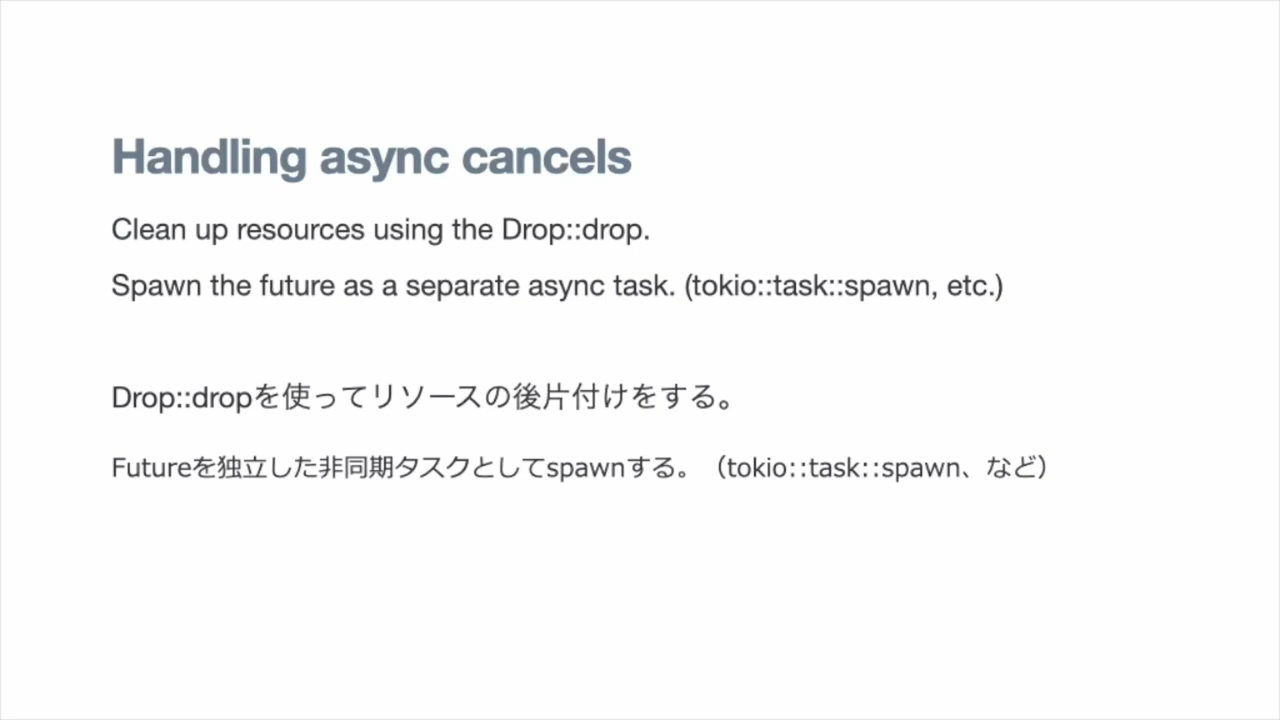 Handling async cancels
Clean up resources using the Drop::drop.
Spawn the future as a separate async task. (tokio::task::spawn, etc.)
Drop::dropを使ってリソースの後片付けをする。
Futureを独立した非同期タスクとしてspawnする。（tokio::task::spawn、など）